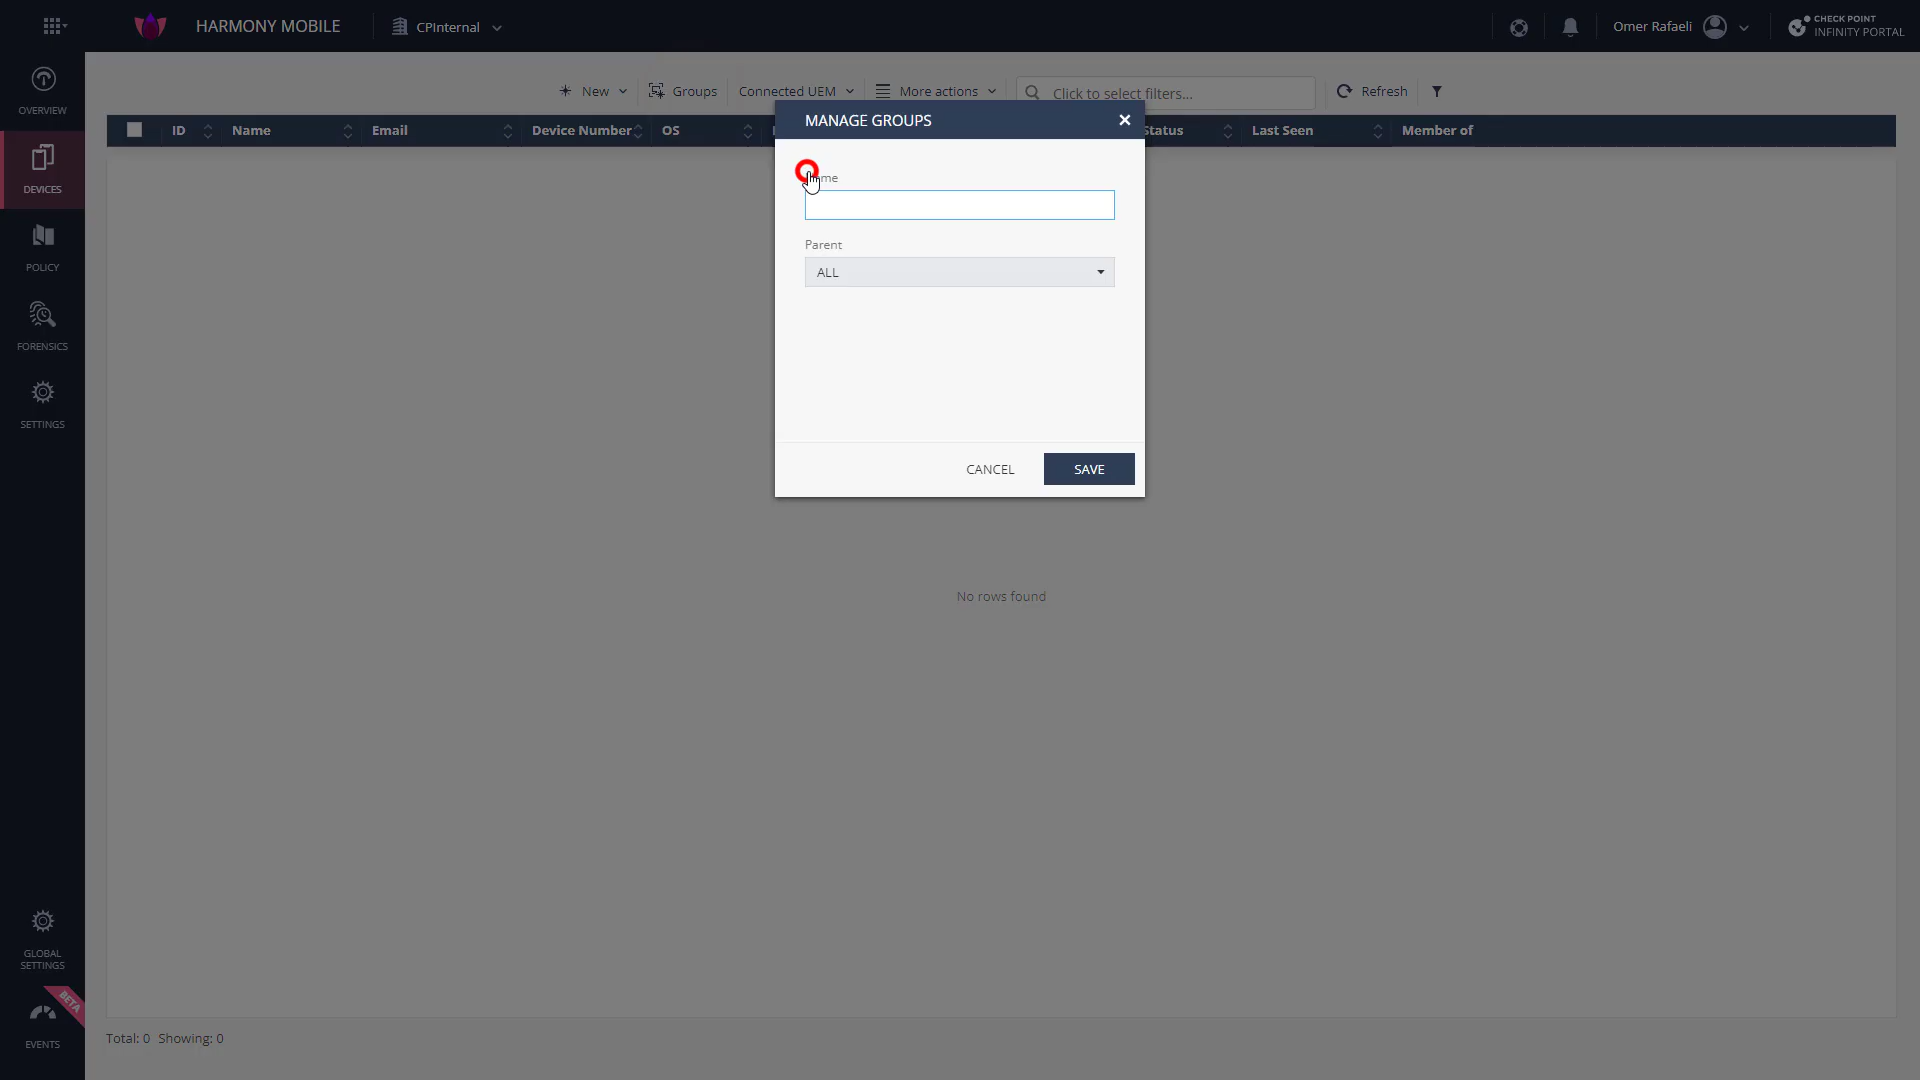 HARMONY MOBILE
CPInternal
Omer Rafaeli
CHECK POINT
INFINITY PORTAL
OVERVIEW
DEVICES
POLICY
FORENSICS
SETTINGS
GLOBAL
SETTINGS
BETA
EVENTS
New
Groups
Connected UEM
More actions
Click to select filters...
Refresh
ID
Name
Email
Device Number
OS
Status
Last Seen
Member of
MANAGE GROUPS
Parent
ALL
CANCEL
SAVE
No rows found
Total: 0 Showing: 0